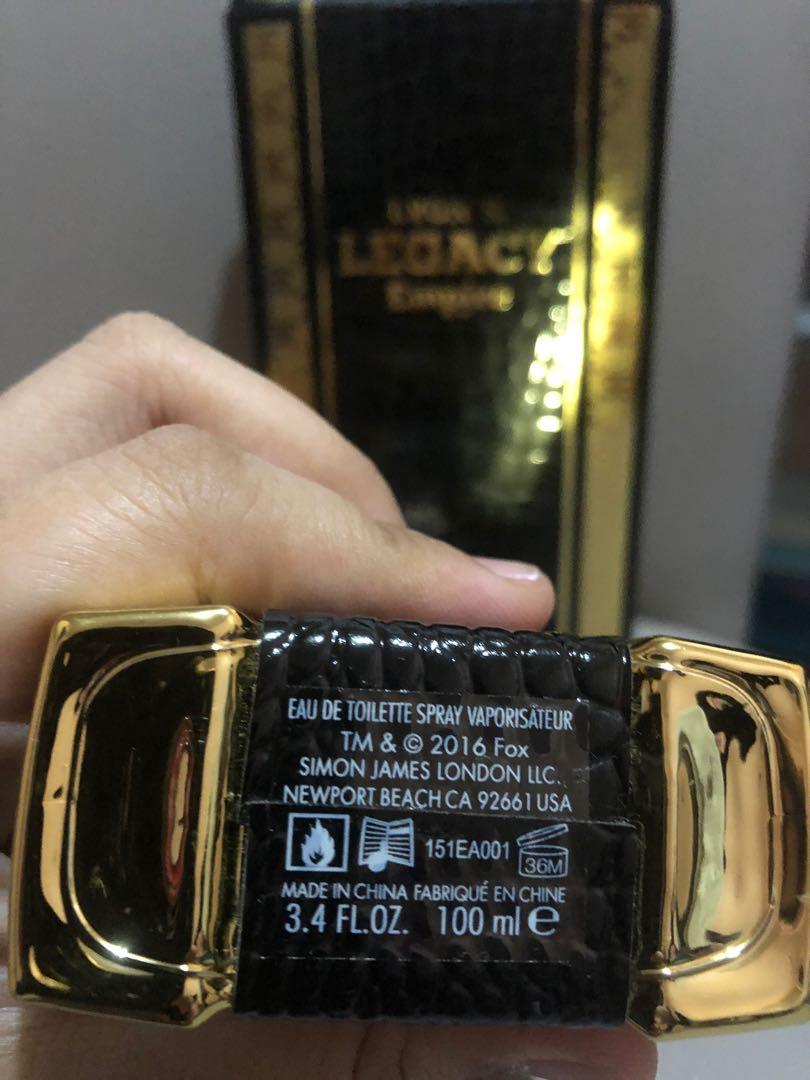 LYON'S
LEGACY
Empire
EAU DE TOILETTE SPRAY VAPORISATEUR
TM & © 2016 Fox
SIMON JAMES LONDON LLC.
NEWPORT BEACH CA 92661 USA
151EA001 36M
MADE IN CHINA FABRIQUÉ EN CHINE
3.4 FL.OZ. 100 ml e